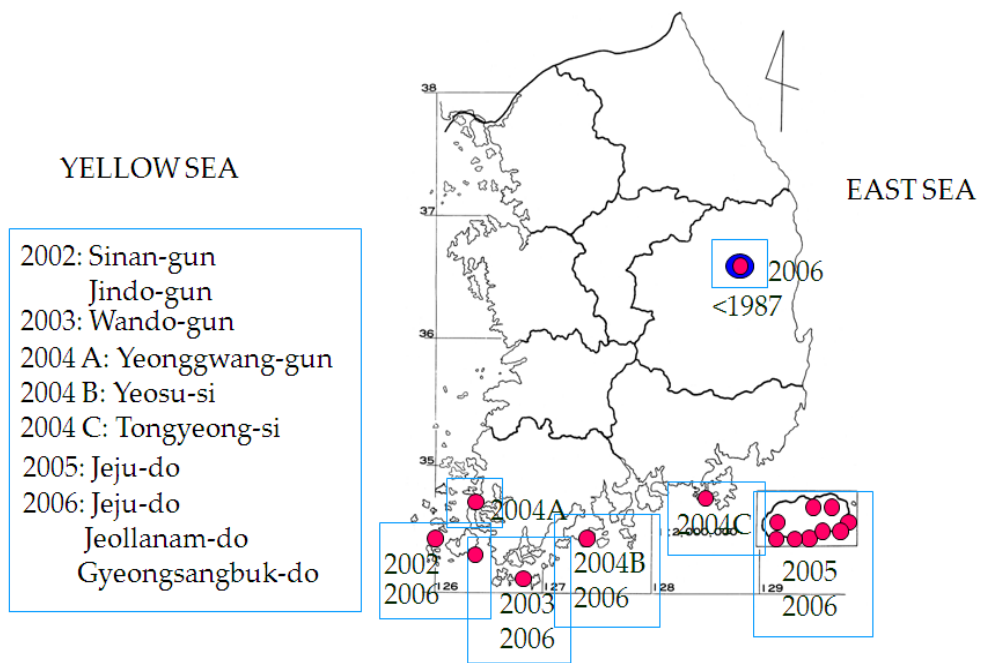 YELLOW SEA
EAST SEA
2002: Sinan-gun
Jindo-gun
2003: Wando-gun
2004 A: Yeonggwang-gun
2004 B: Yeosu-si
2004 C: Tongyeong-si
2005: Jeju-do
2006: Jeju-do
Jeollanam-do
Gyeongsangbuk-do
38
37
36
35
2006
<1987
2004A
2002
2006
2003
2006
2004B
2006
2004C
2005
2006
126
127
128
129